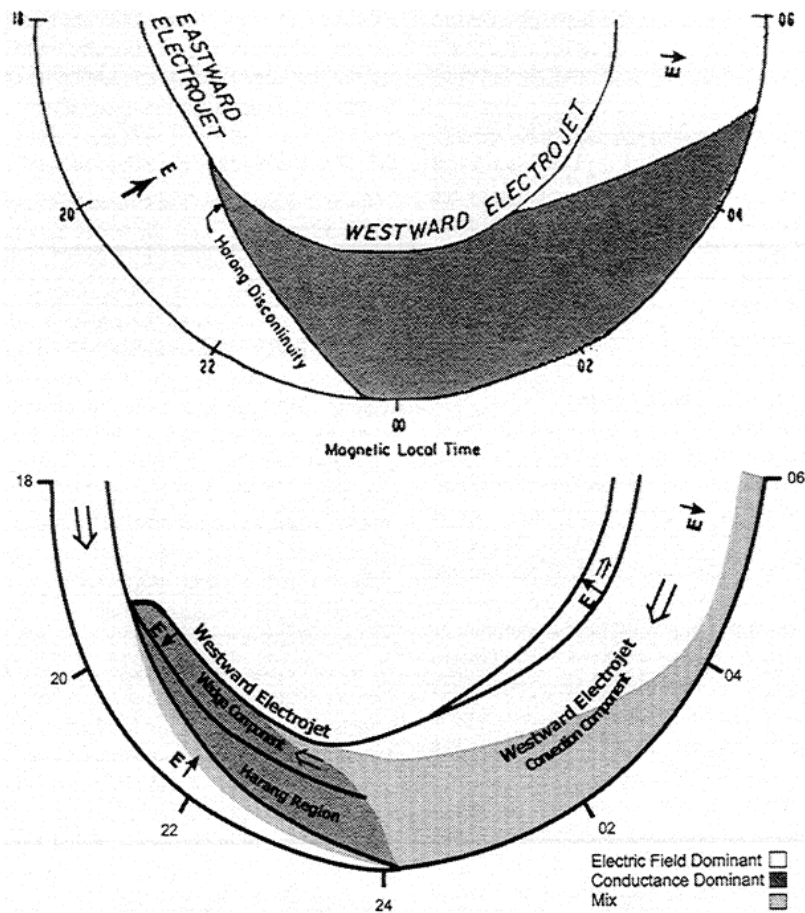 18
06
EASTWARD
ELECTROJET
E
E
20
04
WESTWARD ELECTROJET
Harang Discontinuity
22
02
00
Magnetic Local Time
18
06
E
E
E
Westward Electrojet
Wedge Component
Westward Electrojet
Convection Component
20
04
Harang Region
E
22
02
24
Electric Field Dominant
Conductance Dominant
Mix